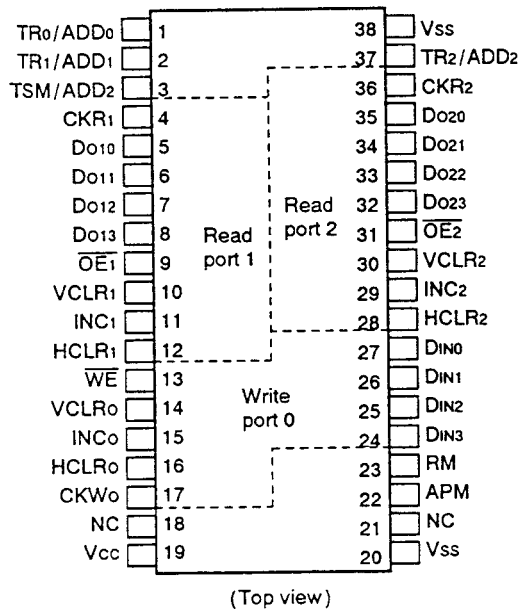 TR0/ADD0 1 38 Vss
TR1/ADD1 2 37 TR2/ADD2
TSM/ADD2 3 36 CKR2
CKR1 4 35 Do20
Do10 5 34 Do21
Do11 6 33 Do22
Do12 7 32 Do23
Do13 8 Read port 1 Read port 2 31 OE2
OE1 9 30 VCLR2
VCLR1 10 29 INC2
INC1 11 28 HCLR2
HCLR1 12 27 DIN0
WE 13 26 DIN1
VCLR0 14 Write port 0 25 DIN2
INC0 15 24 DIN3
HCLR0 16 23 RM
CKW0 17 22 APM
NC 18 21 NC
Vcc 19 20 Vss
(Top view)